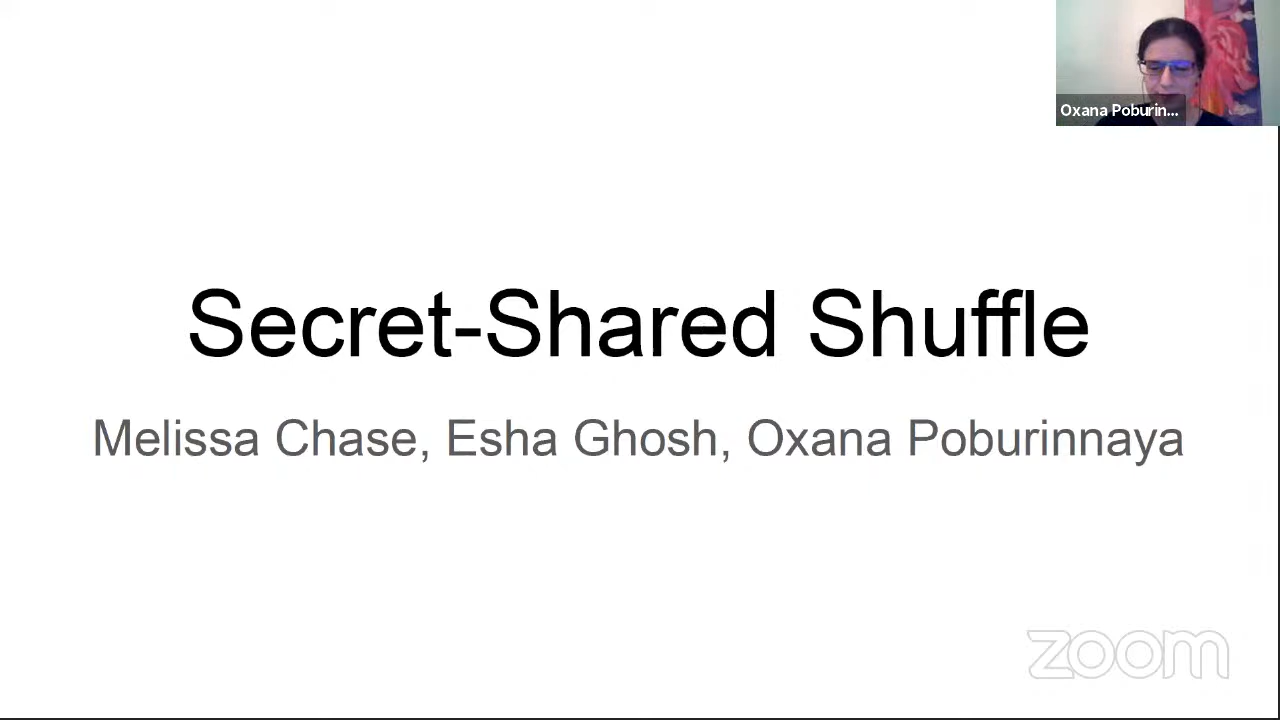 Oxana Poburin...
Secret-Shared Shuffle
Melissa Chase, Esha Ghosh, Oxana Poburinnaya
zoom